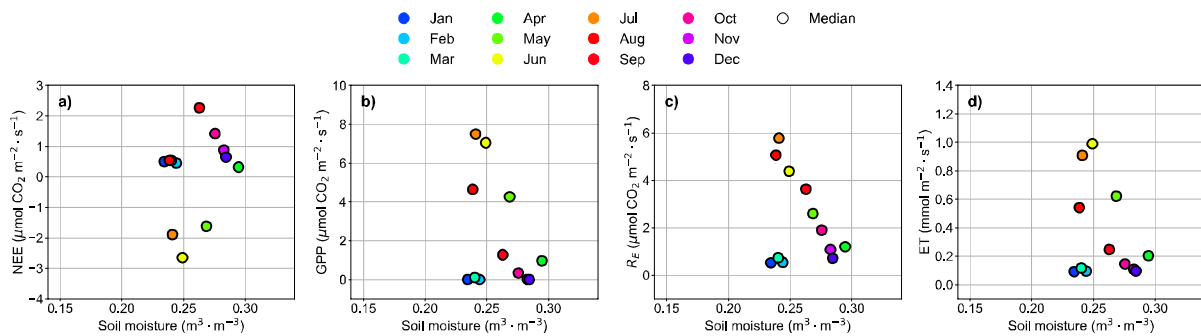 Jan Apr Jul Oct Median
Feb May Aug Nov
Mar Jun Sep Dec
a) b) c) d)
NEE (μmol CO₂ m⁻² · s⁻¹)
3
2
1
0
−1
−2
−3
−4
0.15 0.20 0.25 0.30
Soil moisture (m³ · m⁻³)
GPP (μmol CO₂ m⁻² · s⁻¹)
10
8
6
4
2
0
0.15 0.20 0.25 0.30
Soil moisture (m³ · m⁻³)
R_E (μmol CO₂ m⁻² · s⁻¹)
8
6
4
2
0
0.15 0.20 0.25 0.30
Soil moisture (m³ · m⁻³)
ET (mmol m⁻² · s⁻¹)
1.4
1.2
1.0
0.8
0.6
0.4
0.2
0.0
0.15 0.20 0.25 0.30
Soil moisture (m³ · m⁻³)